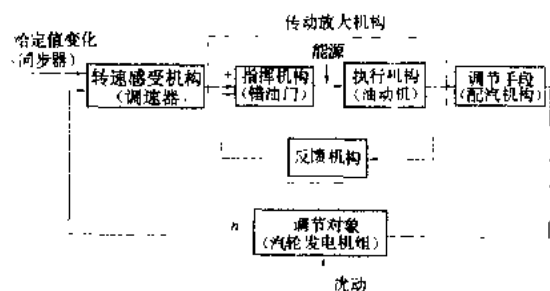 传动放大机构
给定值变化
（同步器）
能源
转速感受机构
（调速器）
指挥机构
（错油门）
执行机构
（油动机）
调节手段
（配汽机构）
反馈机构
n
调节对象
（汽轮发电机组）
扰动